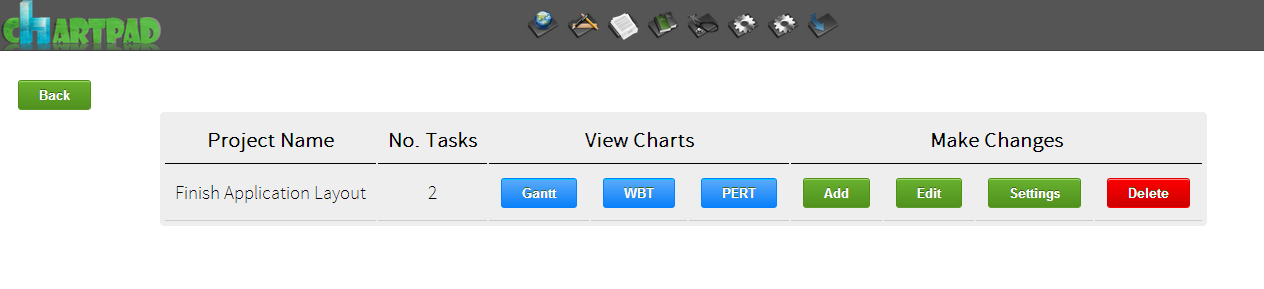 CHARTPAD
Back
Project Name No. Tasks View Charts Make Changes
Finish Application Layout 2 Gantt WBT PERT Add Edit Settings Delete